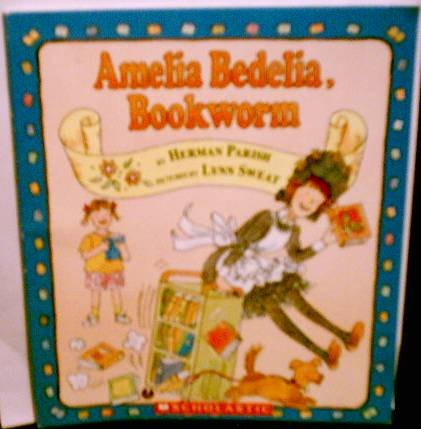 Amelia Bedelia,
Bookworm
BY HERMAN PARISH
PICTURES BY LYNN SWEAT
SCHOLASTIC